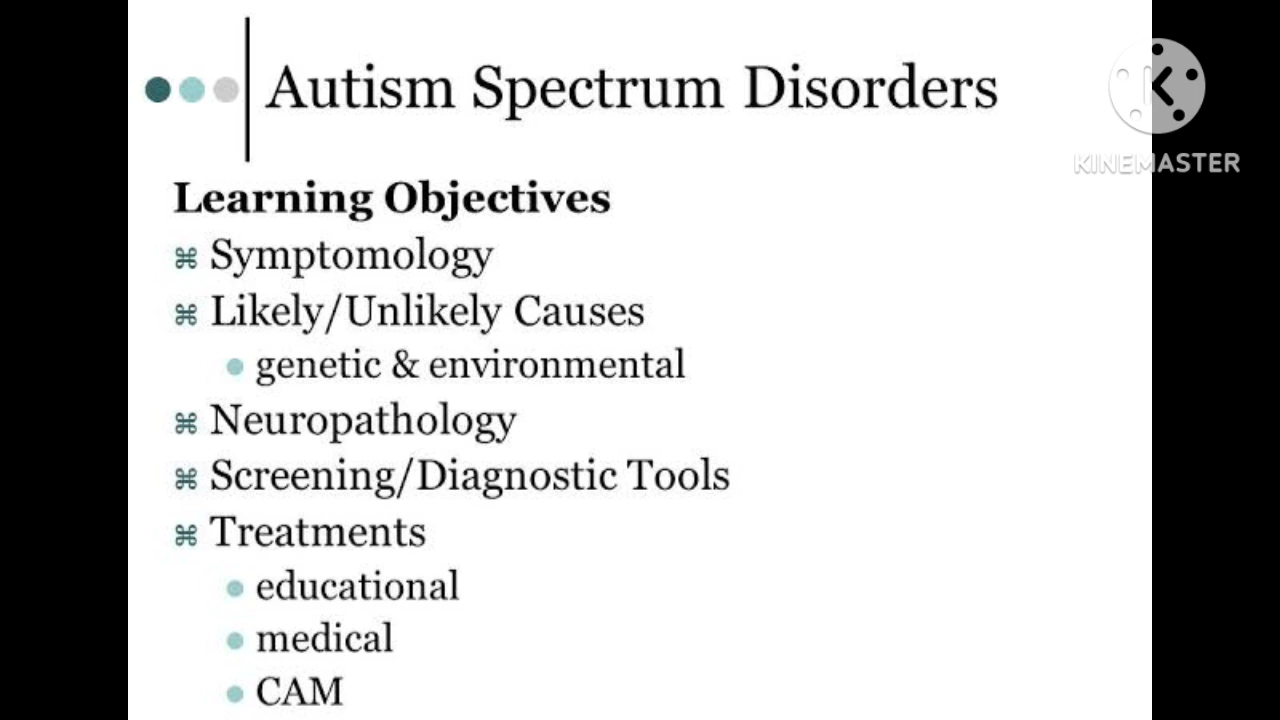 Autism Spectrum Disorders
KINEMASTER
Learning Objectives
⌘ Symptomology
⌘ Likely/Unlikely Causes
● genetic & environmental
⌘ Neuropathology
⌘ Screening/Diagnostic Tools
⌘ Treatments
● educational
● medical
● CAM